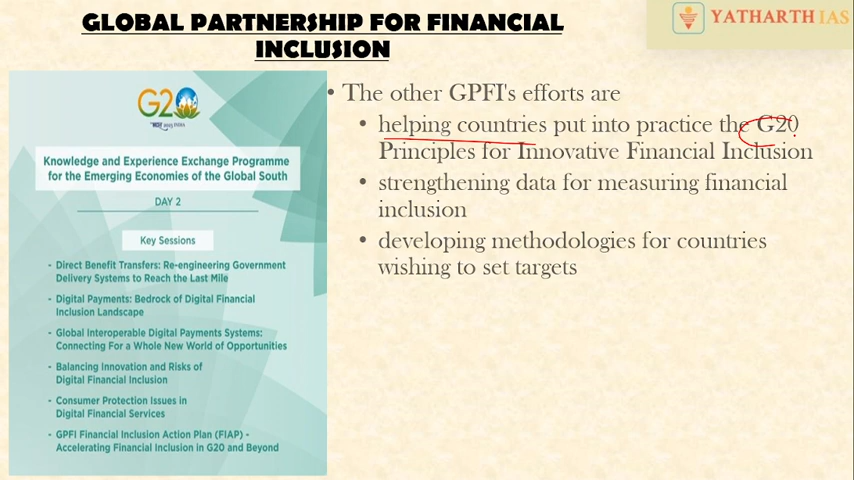 GLOBAL PARTNERSHIP FOR FINANCIAL
INCLUSION
YATHARTH IAS
G20
Knowledge and Experience Exchange Programme
for the Emerging Economies of the Global South
DAY 2
Key Sessions
- Direct Benefit Transfers: Re-engineering Government
Delivery Systems to Reach the Last Mile
- Digital Payments: Bedrock of Digital Financial
Inclusion Landscape
- Global Interoperable Digital Payments Systems:
Connecting For a Whole New World of Opportunities
- Balancing Innovation and Risks of
Digital Financial Inclusion
- Consumer Protection Issues in
Digital Financial Services
- GPFI Financial Inclusion Action Plan (FIAP) -
Accelerating Financial Inclusion in G20 and Beyond
• The other GPFI's efforts are
• helping countries put into practice the G20
Principles for Innovative Financial Inclusion
• strengthening data for measuring financial
inclusion
• developing methodologies for countries
wishing to set targets